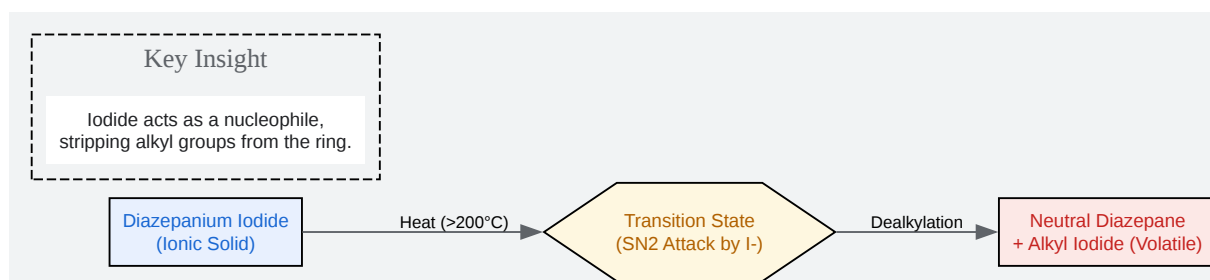 Key Insight
Iodide acts as a nucleophile,
stripping alkyl groups from the ring.
Diazepanium Iodide
(Ionic Solid)
Heat (>200°C)
Transition State
(SN2 Attack by I-)
Dealkylation
Neutral Diazepane
+ Alkyl Iodide (Volatile)